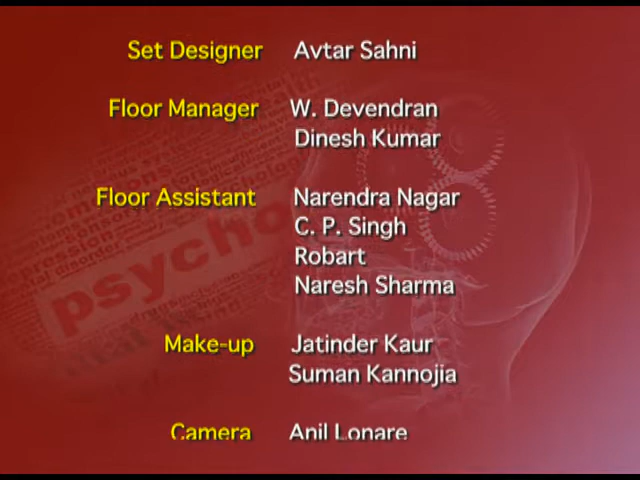 Set Designer Avtar Sahni
Floor Manager W. Devendran
Dinesh Kumar
Floor Assistant Narendra Nagar
C. P. Singh
Robart
Naresh Sharma
Make-up Jatinder Kaur
Suman Kannojia
Camera Anil Lonare
psycho